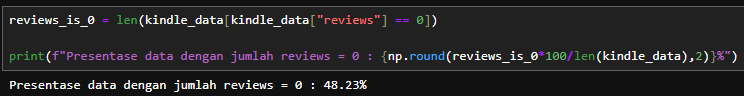 reviews_is_0 = len(kindle_data[kindle_data["reviews"] == 0])
print(f"Presentase data dengan jumlah reviews = 0 : {np.round(reviews_is_0*100/len(kindle_data),2)}%")
Presentase data dengan jumlah reviews = 0 : 48.23%